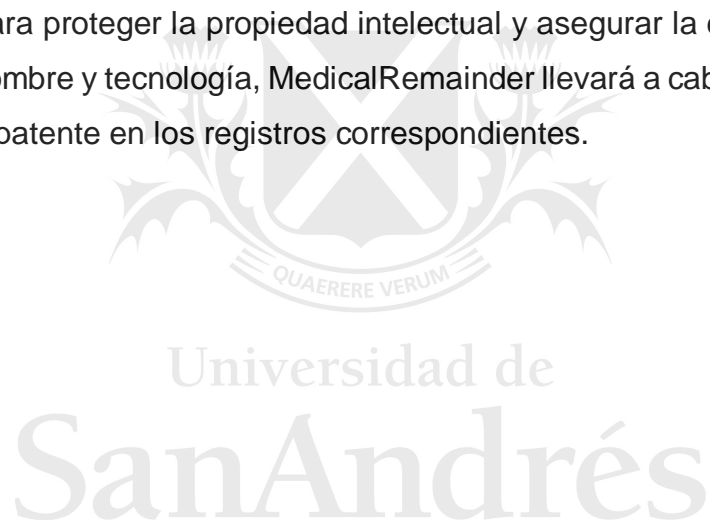 ara proteger la propiedad intelectual y asegurar la
ombre y tecnología, MedicalRemainder llevará a cab
patente en los registros correspondientes.
QUAERERE VERUM
Universidad de
SanAndrés